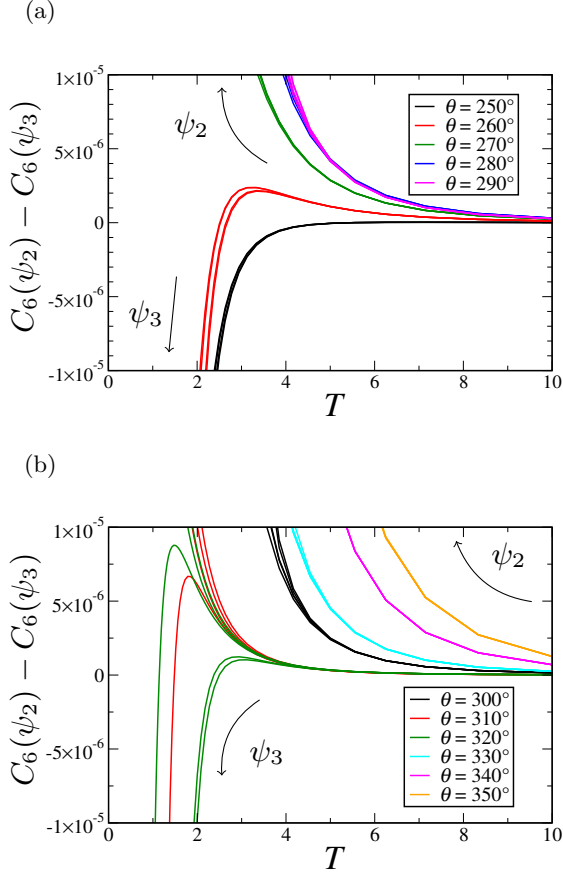 (a)
C₆(ψ₂) − C₆(ψ₃)
1×10⁻⁵
5×10⁻⁶
0
-5×10⁻⁶
-1×10⁻⁵
ψ₂
ψ₃
θ = 250°
θ = 260°
θ = 270°
θ = 280°
θ = 290°
0 2 4 6 8 10
T
(b)
C₆(ψ₂) − C₆(ψ₃)
1×10⁻⁵
5×10⁻⁶
0
-5×10⁻⁶
-1×10⁻⁵
ψ₂
ψ₃
θ = 300°
θ = 310°
θ = 320°
θ = 330°
θ = 340°
θ = 350°
0 2 4 6 8 10
T